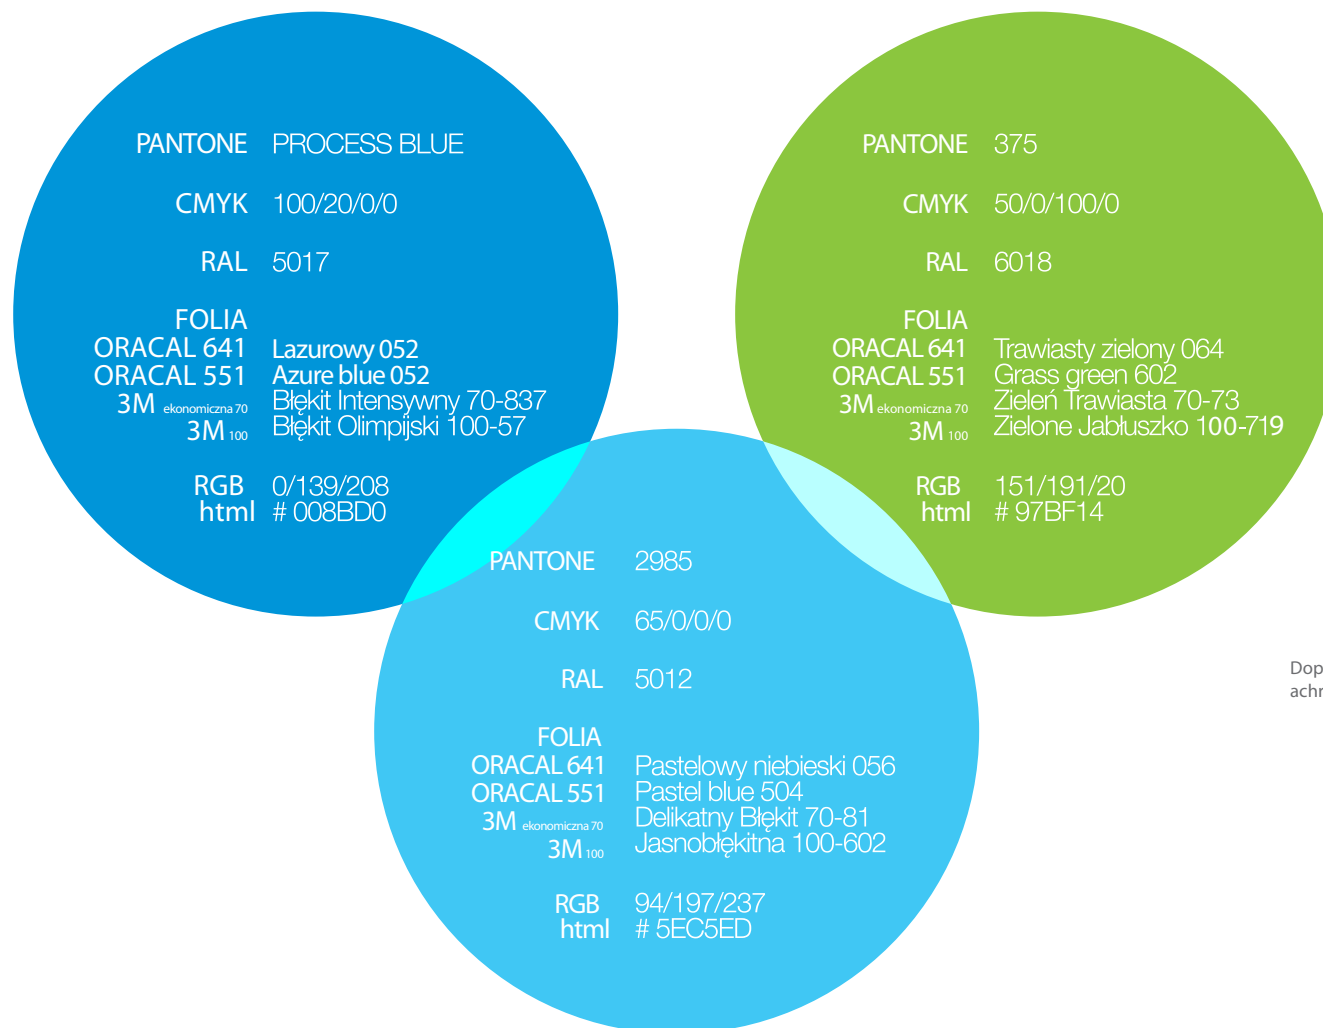 PANTONE PROCESS BLUE
CMYK 100/20/0/0
RAL 5017
FOLIA
ORACAL 641 Lazurowy 052
ORACAL 551 Azure blue 052
3M ekonomiczna 70 Błękit Intensywny 70-837
3M 100 Błękit Olimpijski 100-57
RGB 0/139/208
html # 008BD0
PANTONE 375
CMYK 50/0/100/0
RAL 6018
FOLIA
ORACAL 641 Trawiasty zielony 064
ORACAL 551 Grass green 602
3M ekonomiczna 70 Zieleń Trawiasta 70-73
3M 100 Zielone Jabłuszko 100-719
RGB 151/191/20
html # 97BF14
PANTONE 2985
CMYK 65/0/0/0
RAL 5012
FOLIA
ORACAL 641 Pastelowy niebieski 056
ORACAL 551 Pastel blue 504
3M ekonomiczna 70 Delikatny Błękit 70-81
3M 100 Jasnobłękitna 100-602
RGB 94/197/237
html # 5EC5ED
Dop
achr